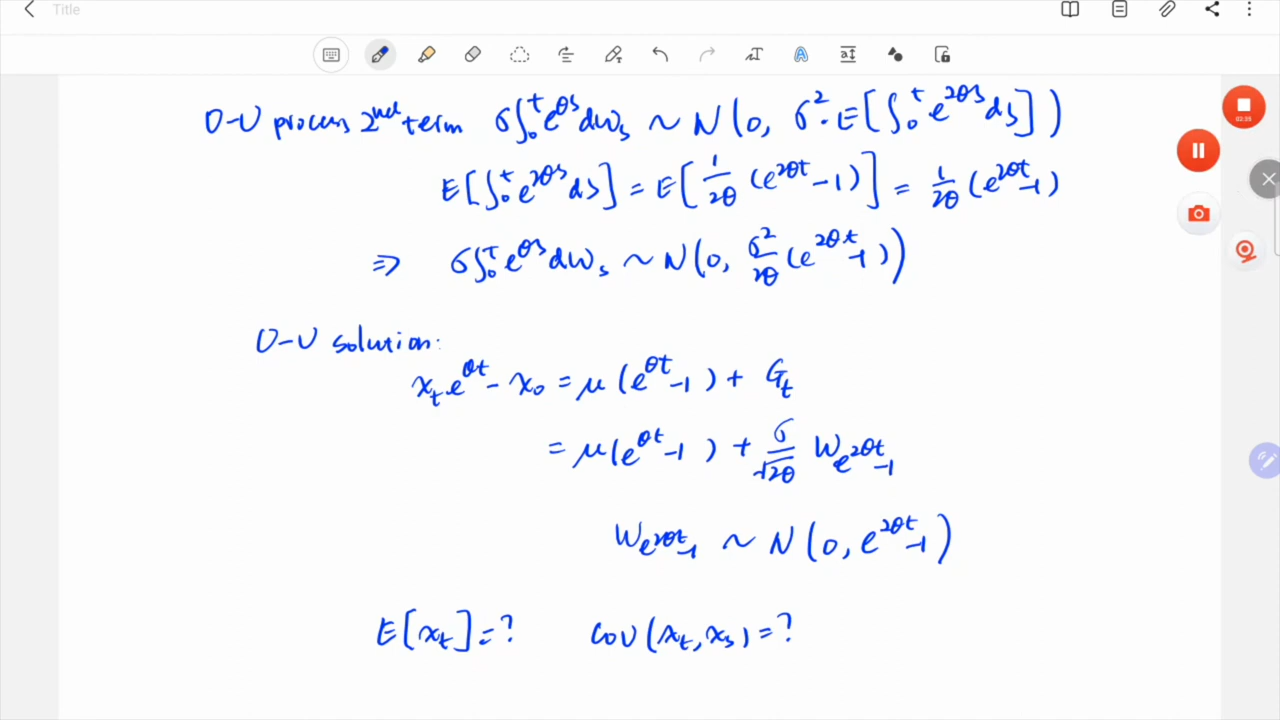 Title
O-U process 2nd term σ∫₀ᵗ e^{θs} dW_s ~ N(0, σ²·E[∫₀ᵗ e^{2θs} ds])
E[∫₀ᵗ e^{2θs} ds] = E[1/2θ (e^{2θt} - 1)] = 1/2θ (e^{2θt} - 1)
⇒ σ∫₀ᵗ e^{θs} dW_s ~ N(0, σ²/2θ (e^{2θt} - 1))
O-U solution:
x_t e^{θt} - x_0 = μ(e^{θt} - 1) + G_t
= μ(e^{θt} - 1) + σ/√2θ W_{e^{2θt} - 1}
W_{e^{2θt} - 1} ~ N(0, e^{2θt} - 1)
E[x_t] = ? COV(x_t, x_s) = ?